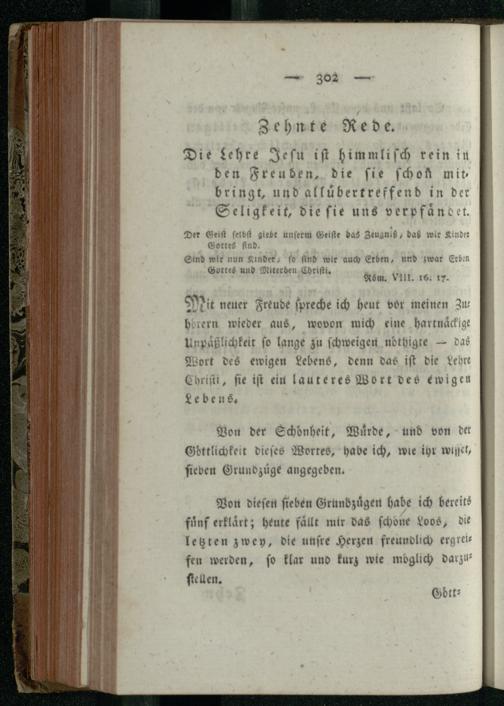 — 302 —
Zehnte Rede.
Die Lehre Jesu ist himmlisch rein in
den Freuden, die sie schon mit-
bringt, und allübertreffend in der
Seligkeit, die sie uns verpfändet.
Der Geist selbst giebt unserm Geiste das Zeugnis, daß wir Kinder
Gottes sind.
Sind wir nun Kinder, so sind wir auch Erben, und zwar Erben
Gottes und Miterben Christi.
Röm. VIII. 16. 17.
Mit neuer Freude spreche ich heut vor meinen Zu-
hörern wieder aus, wovon mich eine hartnäckige
Unpäßlichkeit so lange zu schweigen nöthigte — das
Wort des ewigen Lebens, denn das ist die Lehre
Christi, sie ist ein lauteres Wort des ewigen
Lebens.
Von der Schönheit, Würde, und von der
Göttlichkeit dieses Wortes, habe ich, wie ihr wisset,
sieben Grundzüge angegeben.
Von diesen sieben Grundzügen habe ich bereits
fünf erklärt; heute fällt mir das schöne Loos, die
letzten zwey, die unsre Herzen freundlich ergrei-
fen werden, so klar und kurz wie möglich darzu-
stellen.
Gött-